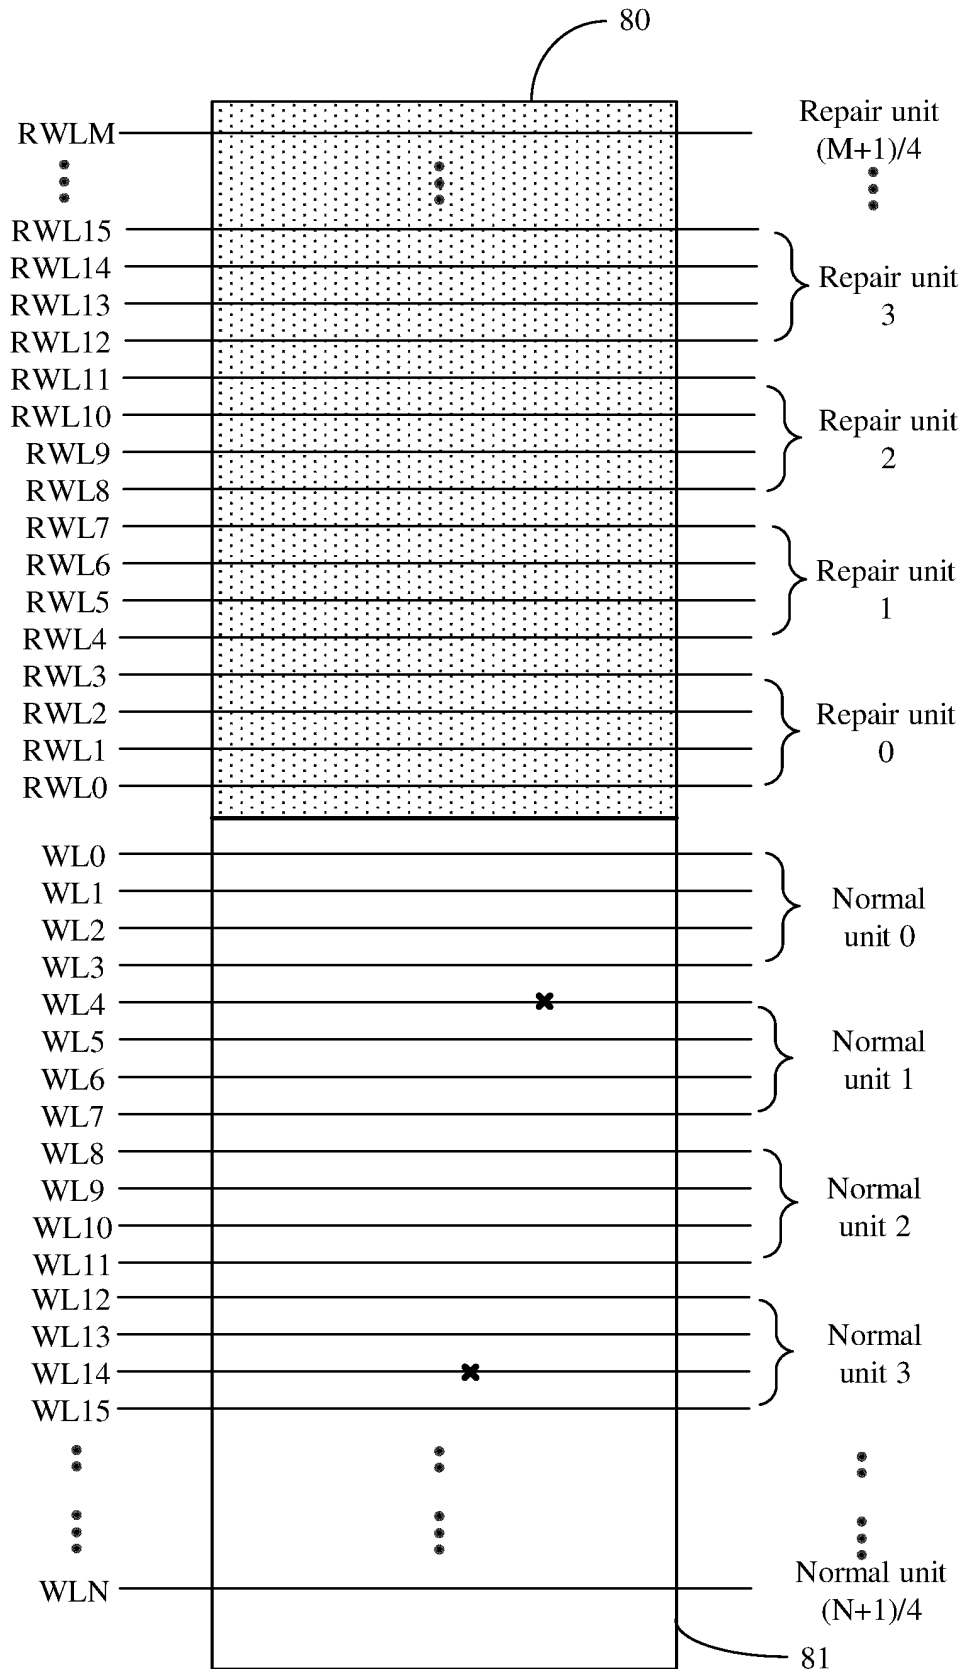 80
RWLM
Repair unit
(M+1)/4
RWL15
RWL14
RWL13
RWL12
Repair unit
3
RWL11
RWL10
RWL9
RWL8
Repair unit
2
RWL7
RWL6
RWL5
RWL4
Repair unit
1
RWL3
RWL2
RWL1
RWL0
Repair unit
0
WL0
WL1
WL2
WL3
Normal
unit 0
WL4
WL5
WL6
WL7
Normal
unit 1
WL8
WL9
WL10
WL11
Normal
unit 2
WL12
WL13
WL14
WL15
Normal
unit 3
WLN
Normal unit
(N+1)/4
81